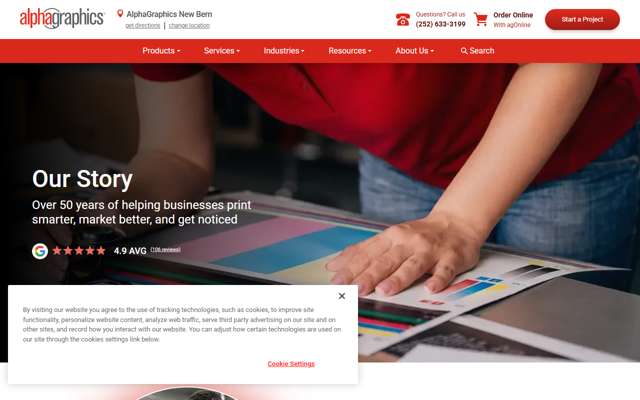 alphagraphics
AlphaGraphics New Bern
get directions | change location
Questions? Call us
(252) 633-3199
Order Online
With agOnline
Start a Project
Products
Services
Industries
Resources
About Us
Search
Our Story
Over 50 years of helping businesses print
smarter, market better, and get noticed
4.9 AVG (106 reviews)
By visiting our website you agree to the use of tracking technologies, such as cookies, to improve site
functionality, personalize website content, analyze web traffic, serve third party advertising on our site and on
other sites, and record how you interact with our website. You can adjust how certain technologies are used on
our site through the cookies settings link below.
Cookie Settings